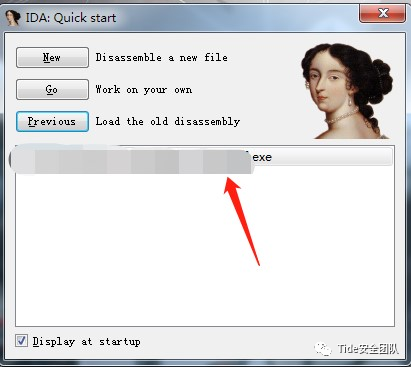 IDA: Quick start
New Disassemble a new file
Go Work on your own
Previous Load the old disassembly
.exe
Display at startup
Tide安全团队